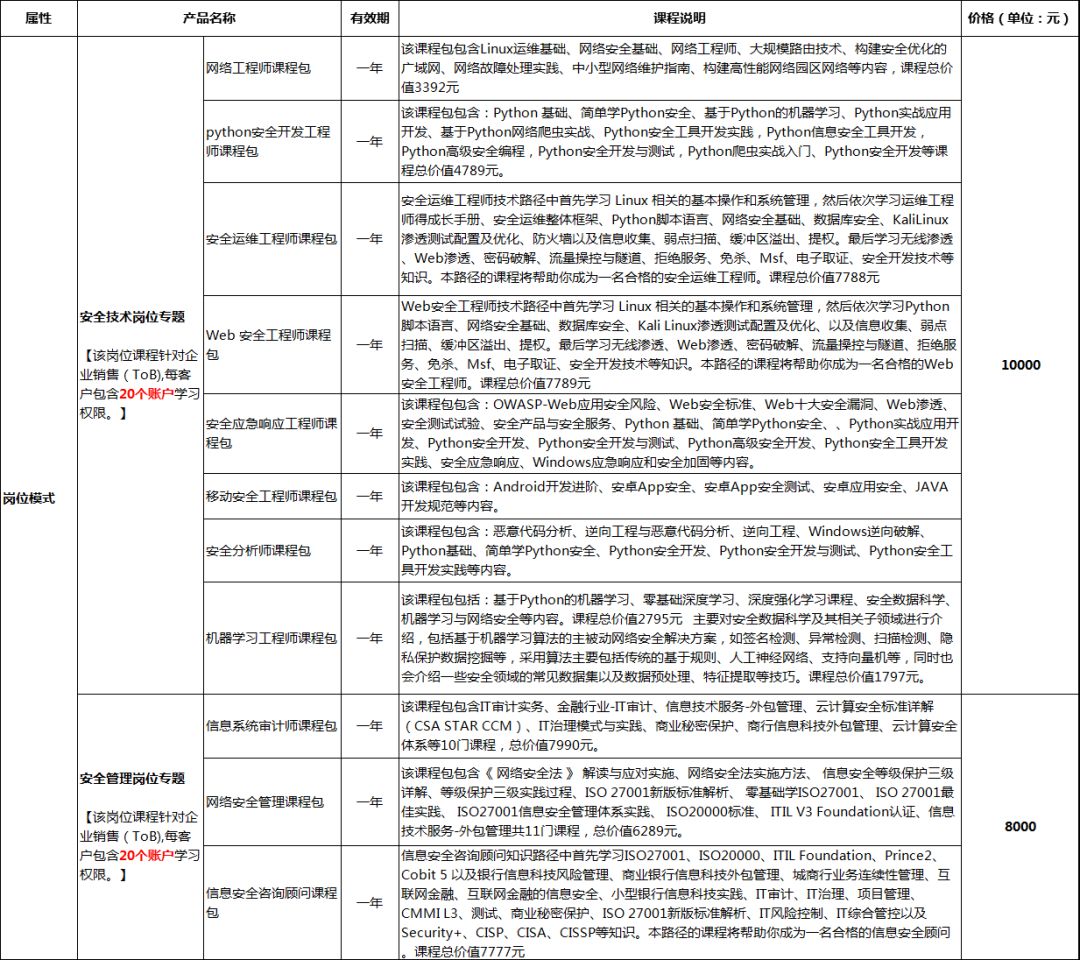 属性 产品名称 有效期 课程说明 价格（单位：元）
岗位模式
安全技术岗位专题
【该岗位课程针对企
业销售（ToB),每客
户包含20个账户学习
权限。】
网络工程师课程包
一年
该课程包包含Linux运维基础、网络安全基础、网络工程师、大规模路由技术、构建安全优化的
广域网、网络故障处理实践、中小型网络维护指南、构建高性能网络园区网络等内容，课程总价
值3392元
python安全开发工程
师课程包
一年
该课程包包含：Python 基础、简单学Python安全、基于Python的机器学习、Python实战应用
开发、基于Python网络爬虫实战、Python安全工具开发实践，Python信息安全工具开发，
Python高级安全编程，Python安全开发与测试，Python爬虫实战入门、Python安全开发等课
程总价值4789元。
安全运维工程师课程包
一年
安全运维工程师技术路径中首先学习 Linux 相关的基本操作和系统管理，然后依次学习运维工程
师得成长手册、安全运维整体框架、Python脚本语言、网络安全基础、数据库安全、KaliLinux
渗透测试配置及优化、防火墙以及信息收集、弱点扫描、缓冲区溢出、提权。最后学习无线渗透
、Web渗透、密码破解、流量操控与隧道、拒绝服务、免杀、Msf、电子取证、安全开发技术等
知识。本路径的课程将帮助你成为一名合格的安全运维工程师。课程总价值7788元
Web 安全工程师课程
包
一年
Web安全工程师技术路径中首先学习 Linux 相关的基本操作和系统管理，然后依次学习Python
脚本语言、网络安全基础、数据库安全、Kali Linux渗透测试配置及优化、以及信息收集、弱点
扫描、缓冲区溢出、提权。最后学习无线渗透、Web渗透、密码破解、流量操控与隧道、拒绝服
务、免杀、Msf、电子取证、安全开发技术等知识。本路径的课程将帮助你成为一名合格的Web
安全工程师。课程总价值7789元
安全应急响应工程师课
程包
一年
该课程包包含：OWASP-Web应用安全风险、Web安全标准、Web十大安全漏洞、Web渗透、
安全测试试验、安全产品与安全服务、Python 基础、简单学Python安全、、Python实战应用开
发、Python安全开发、Python安全开发与测试、Python高级安全开发、Python安全工具开发
实践、安全应急响应、Windows应急响应和安全加固等内容。
移动安全工程师课程包
一年
该课程包包含：Android开发进阶、安卓App安全、安卓App安全测试、安卓应用安全、JAVA
开发规范等内容。
安全分析师课程包
一年
该课程包包含：恶意代码分析、逆向工程与恶意代码分析、逆向工程、Windows逆向破解、
Python基础、简单学Python安全、Python安全开发、Python安全开发与测试、Python安全工
具开发实践等内容。
机器学习工程师课程包
一年
该课程包包括：基于Python的机器学习、零基础深度学习、深度强化学习课程、安全数据科学、
机器学习与网络安全等内容。课程总价值2795元 主要对安全数据科学及其相关子领域进行介
绍，包括基于机器学习算法的主被动网络安全解决方案，如签名检测、异常检测、扫描检测、隐
私保护数据挖掘等，采用算法主要包括传统的基于规则、人工神经网络、支持向量机等，同时也
会介绍一些安全领域的常见数据集以及数据预处理、特征提取等技巧。课程总价值1797元。
10000
安全管理岗位专题
【该岗位课程针对企
业销售（ToB),每客
户包含20个账户学习
权限。】
信息系统审计师课程包
一年
该课程包包含IT审计实务、金融行业-IT审计、信息技术服务-外包管理、云计算安全标准详解
（CSA STAR CCM）、IT治理模式与实践、商业秘密保护、商行信息科技外包管理、云计算安全
体系等10门课程，总价值7990元。
网络安全管理课程包
一年
该课程包包含《 网络安全法 》 解读与应对实施、网络安全法实施方法、 信息安全等级保护三级
详解、等级保护三级实践过程、ISO 27001新版标准解析、 零基础学ISO27001、 ISO 27001最
佳实践、 ISO27001信息安全管理体系实践、 ISO20000标准、 ITIL V3 Foundation认证、信息
技术服务-外包管理共11门课程，总价值6289元。
信息安全咨询顾问课程
包
一年
信息安全咨询顾问知识路径中首先学习ISO27001、ISO20000、ITIL Foundation、Prince2、
Cobit 5 以及银行信息科技风险管理、商业银行信息科技外包管理、城商行业务连续性管理、互
联网金融、互联网金融的信息安全、小型银行信息科技实践、IT审计、IT治理、项目管理、
CMMI L3、测试、商业秘密保护、ISO 27001新版标准解析、IT风险控制、IT综合管控以及
Security+、CISP、CISA、CISSP等知识。本路径的课程将帮助你成为一名合格的信息安全顾问
。课程总价值7777元
8000